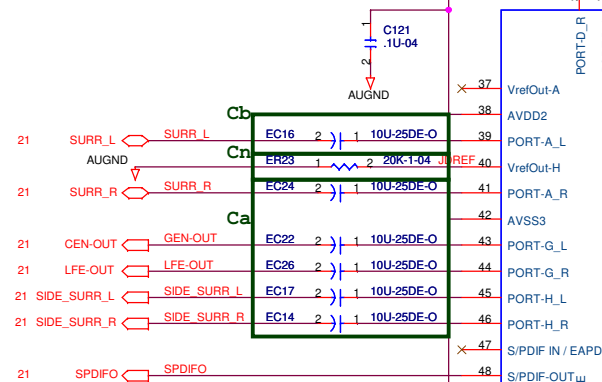 PORT-D_R
1
C121
.1U-04
2
AUGND
37 VrefOut-A
38 AVDD2
Cb
21 SURR_L SURR_L EC16 2 1 10U-25DE-O 39 PORT-A_L
Cn
AUGND ER23 1 2 20K-1-04 JDREF 40 VrefOut-H
21 SURR_R SURR_R EC24 2 1 10U-25DE-O 41 PORT-A_R
Ca
42 AVSS3
21 CEN-OUT GEN-OUT EC22 2 1 10U-25DE-O 43 PORT-G_L
21 LFE-OUT LFE-OUT EC26 2 1 10U-25DE-O 44 PORT-G_R
21 SIDE_SURR_L SIDE_SURR_L EC17 2 1 10U-25DE-O 45 PORT-H_L
21 SIDE_SURR_R SIDE_SURR_R EC14 2 1 10U-25DE-O 46 PORT-H_R
47 S/PDIF IN / EAPD
21 SPDIFO SPDIFO 48 S/PDIF-OUT